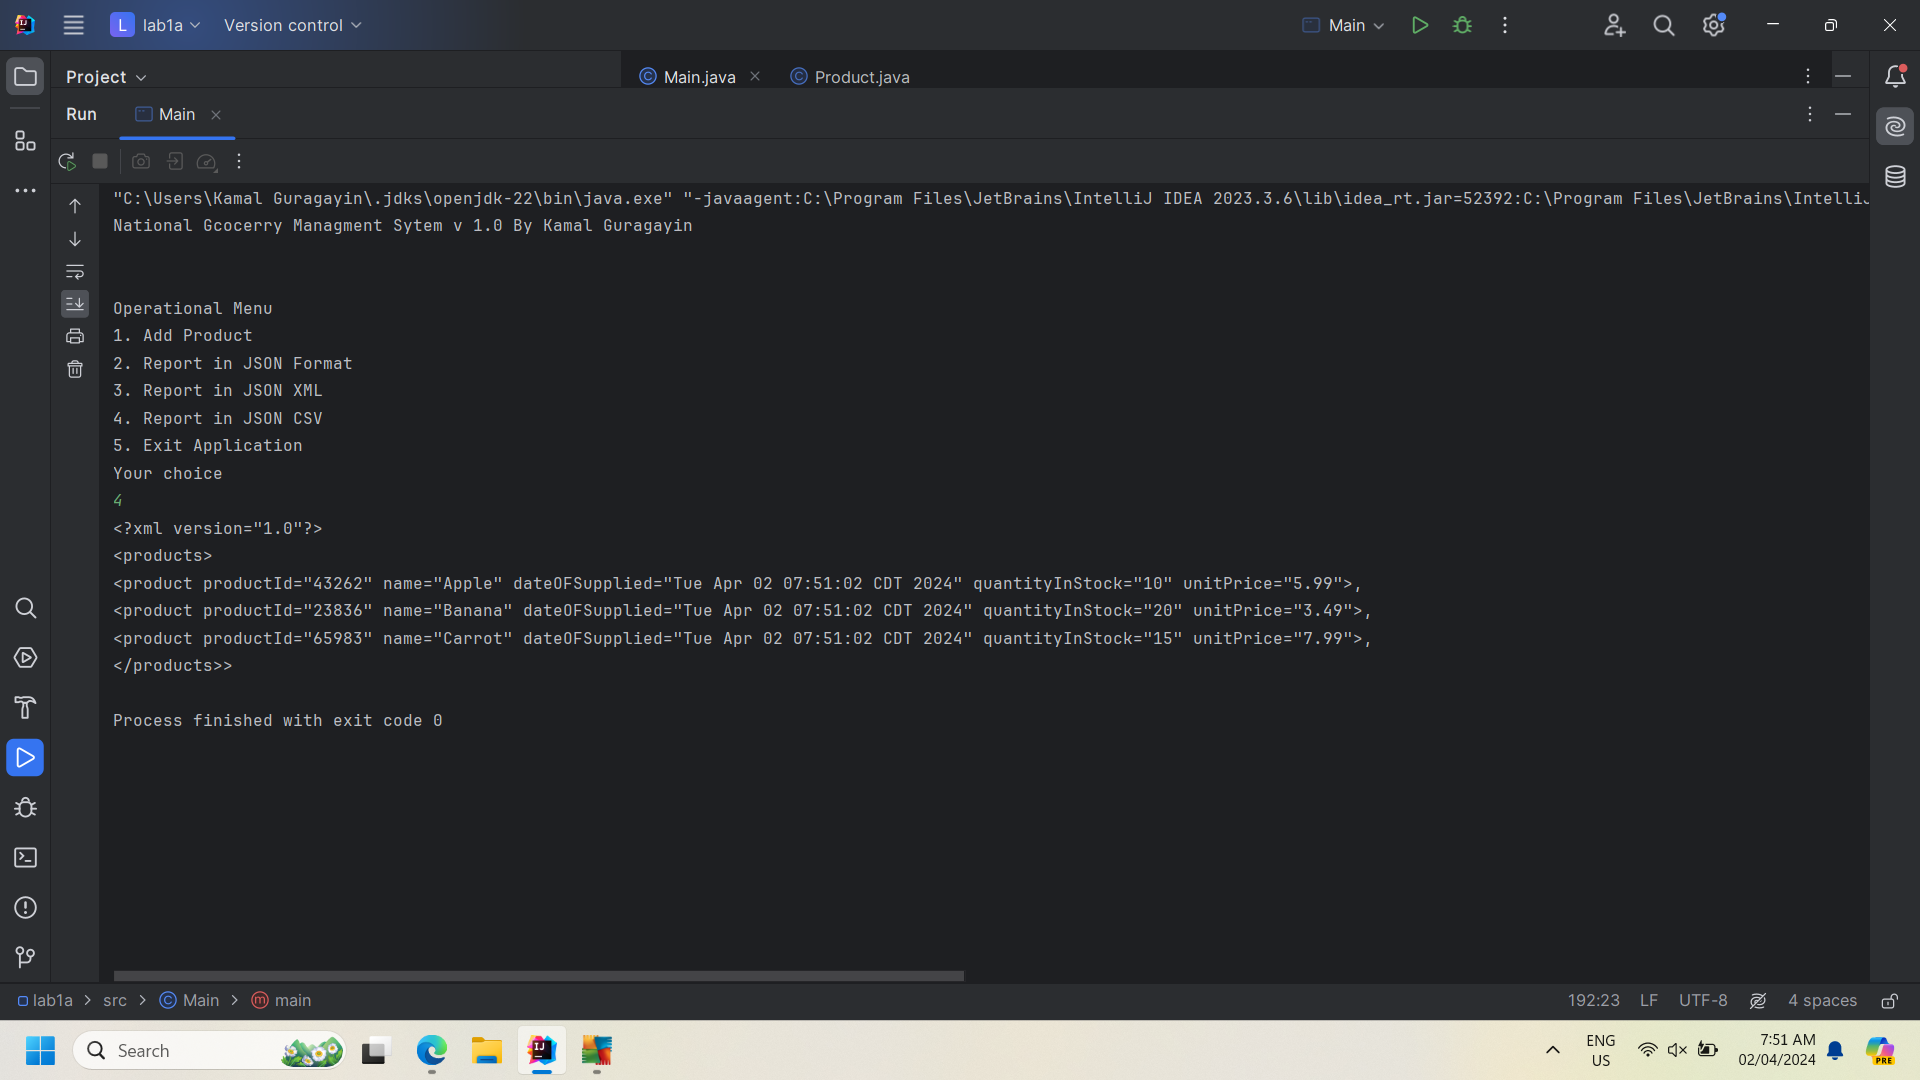 L lab1a Version control Main
Project Main.java Product.java
Run Main
"C:\Users\Kamal Guragayin\.jdks\openjdk-22\bin\java.exe" "-javaagent:C:\Program Files\JetBrains\IntelliJ IDEA 2023.3.6\lib\idea_rt.jar=52392:C:\Program Files\JetBrains\IntelliJ
National Gcocerry Managment Sytem v 1.0 By Kamal Guragayin
Operational Menu
1. Add Product
2. Report in JSON Format
3. Report in JSON XML
4. Report in JSON CSV
5. Exit Application
Your choice
4
<?xml version="1.0"?>
<products>
<product productId="43262" name="Apple" dateOFSupplied="Tue Apr 02 07:51:02 CDT 2024" quantityInStock="10" unitPrice="5.99">,
<product productId="23836" name="Banana" dateOFSupplied="Tue Apr 02 07:51:02 CDT 2024" quantityInStock="20" unitPrice="3.49">,
<product productId="65983" name="Carrot" dateOFSupplied="Tue Apr 02 07:51:02 CDT 2024" quantityInStock="15" unitPrice="7.99">,
</products>>
Process finished with exit code 0
lab1a > src > Main > main 192:23 LF UTF-8 4 spaces
Search ENG 7:51 AM
US 02/04/2024